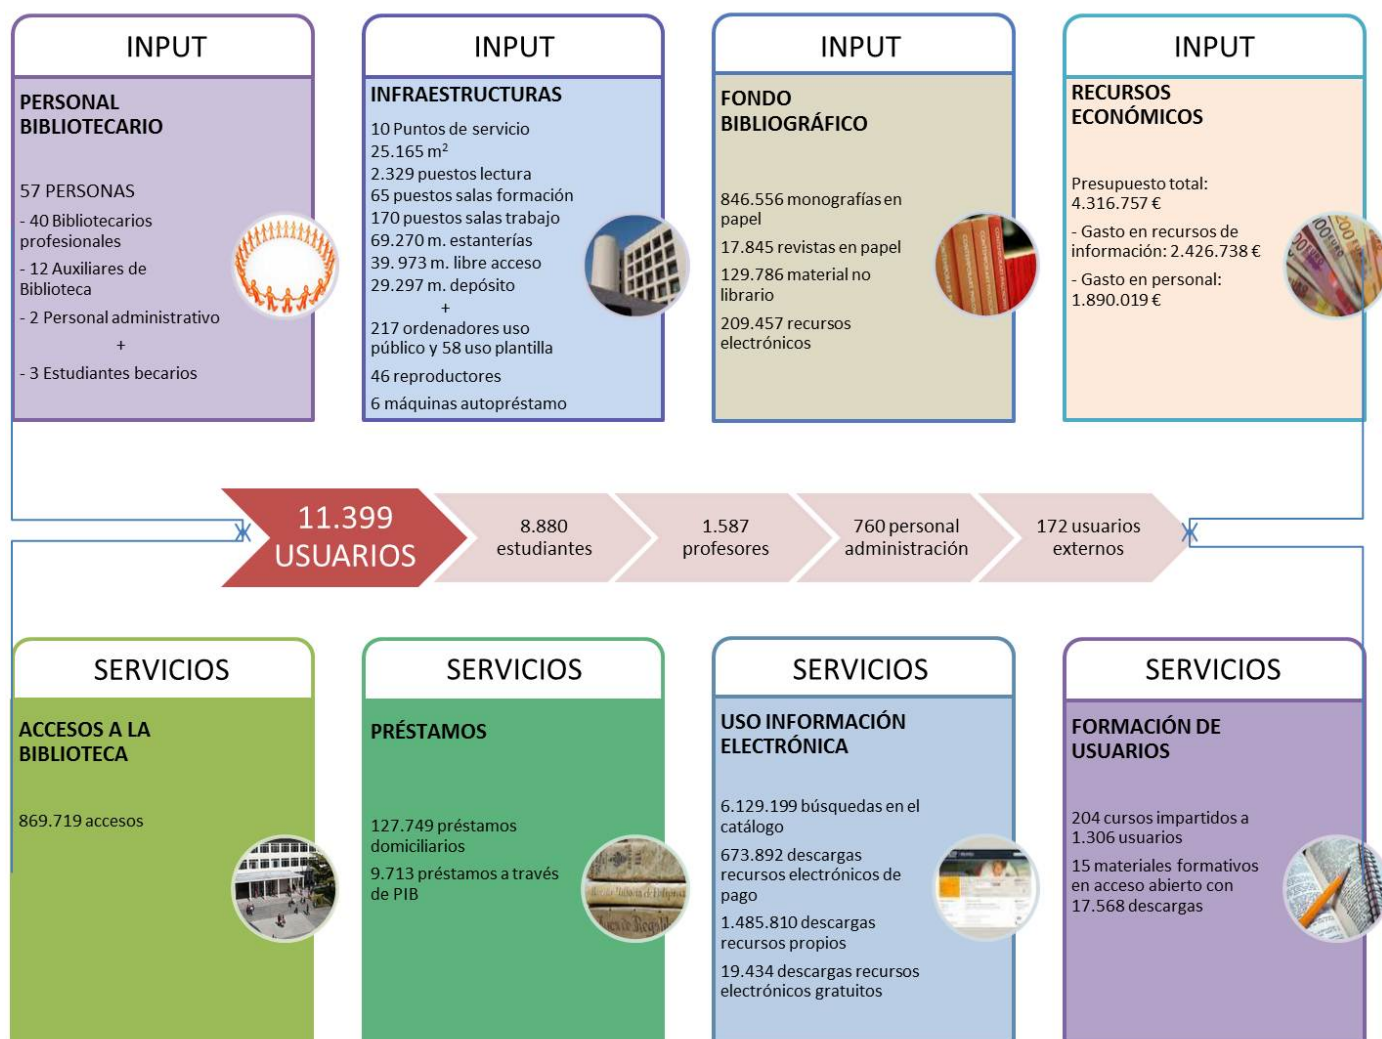 INPUT
PERSONAL
BIBLIOTECARIO
57 PERSONAS
- 40 Bibliotecarios
profesionales
- 12 Auxiliares de
Biblioteca
- 2 Personal administrativo
+
- 3 Estudiantes becarios
INPUT
INFRAESTRUCTURAS
10 Puntos de servicio
25.165 m²
2.329 puestos lectura
65 puestos salas formación
170 puestos salas trabajo
69.270 m. estanterías
39. 973 m. libre acceso
29.297 m. depósito
+
217 ordenadores uso
público y 58 uso plantilla
46 reproductores
6 máquinas autopréstamo
INPUT
FONDO
BIBLIOGRÁFICO
846.556 monografías en
papel
17.845 revistas en papel
129.786 material no
librario
209.457 recursos
electrónicos
INPUT
RECURSOS
ECONÓMICOS
Presupuesto total:
4.316.757 €
- Gasto en recursos de
información: 2.426.738 €
- Gasto en personal:
1.890.019 €
11.399
USUARIOS
8.880
estudiantes
1.587
profesores
760 personal
administración
172 usuarios
externos
SERVICIOS
ACCESOS A LA
BIBLIOTECA
869.719 accesos
SERVICIOS
PRÉSTAMOS
127.749 préstamos
domiciliarios
9.713 préstamos a través
de PIB
SERVICIOS
USO INFORMACIÓN
ELECTRÓNICA
6.129.199 búsquedas en el
catálogo
673.892 descargas
recursos electrónicos de
pago
1.485.810 descargas
recursos propios
19.434 descargas recursos
electrónicos gratuitos
SERVICIOS
FORMACIÓN DE
USUARIOS
204 cursos impartidos a
1.306 usuarios
15 materiales formativos
en acceso abierto con
17.568 descargas